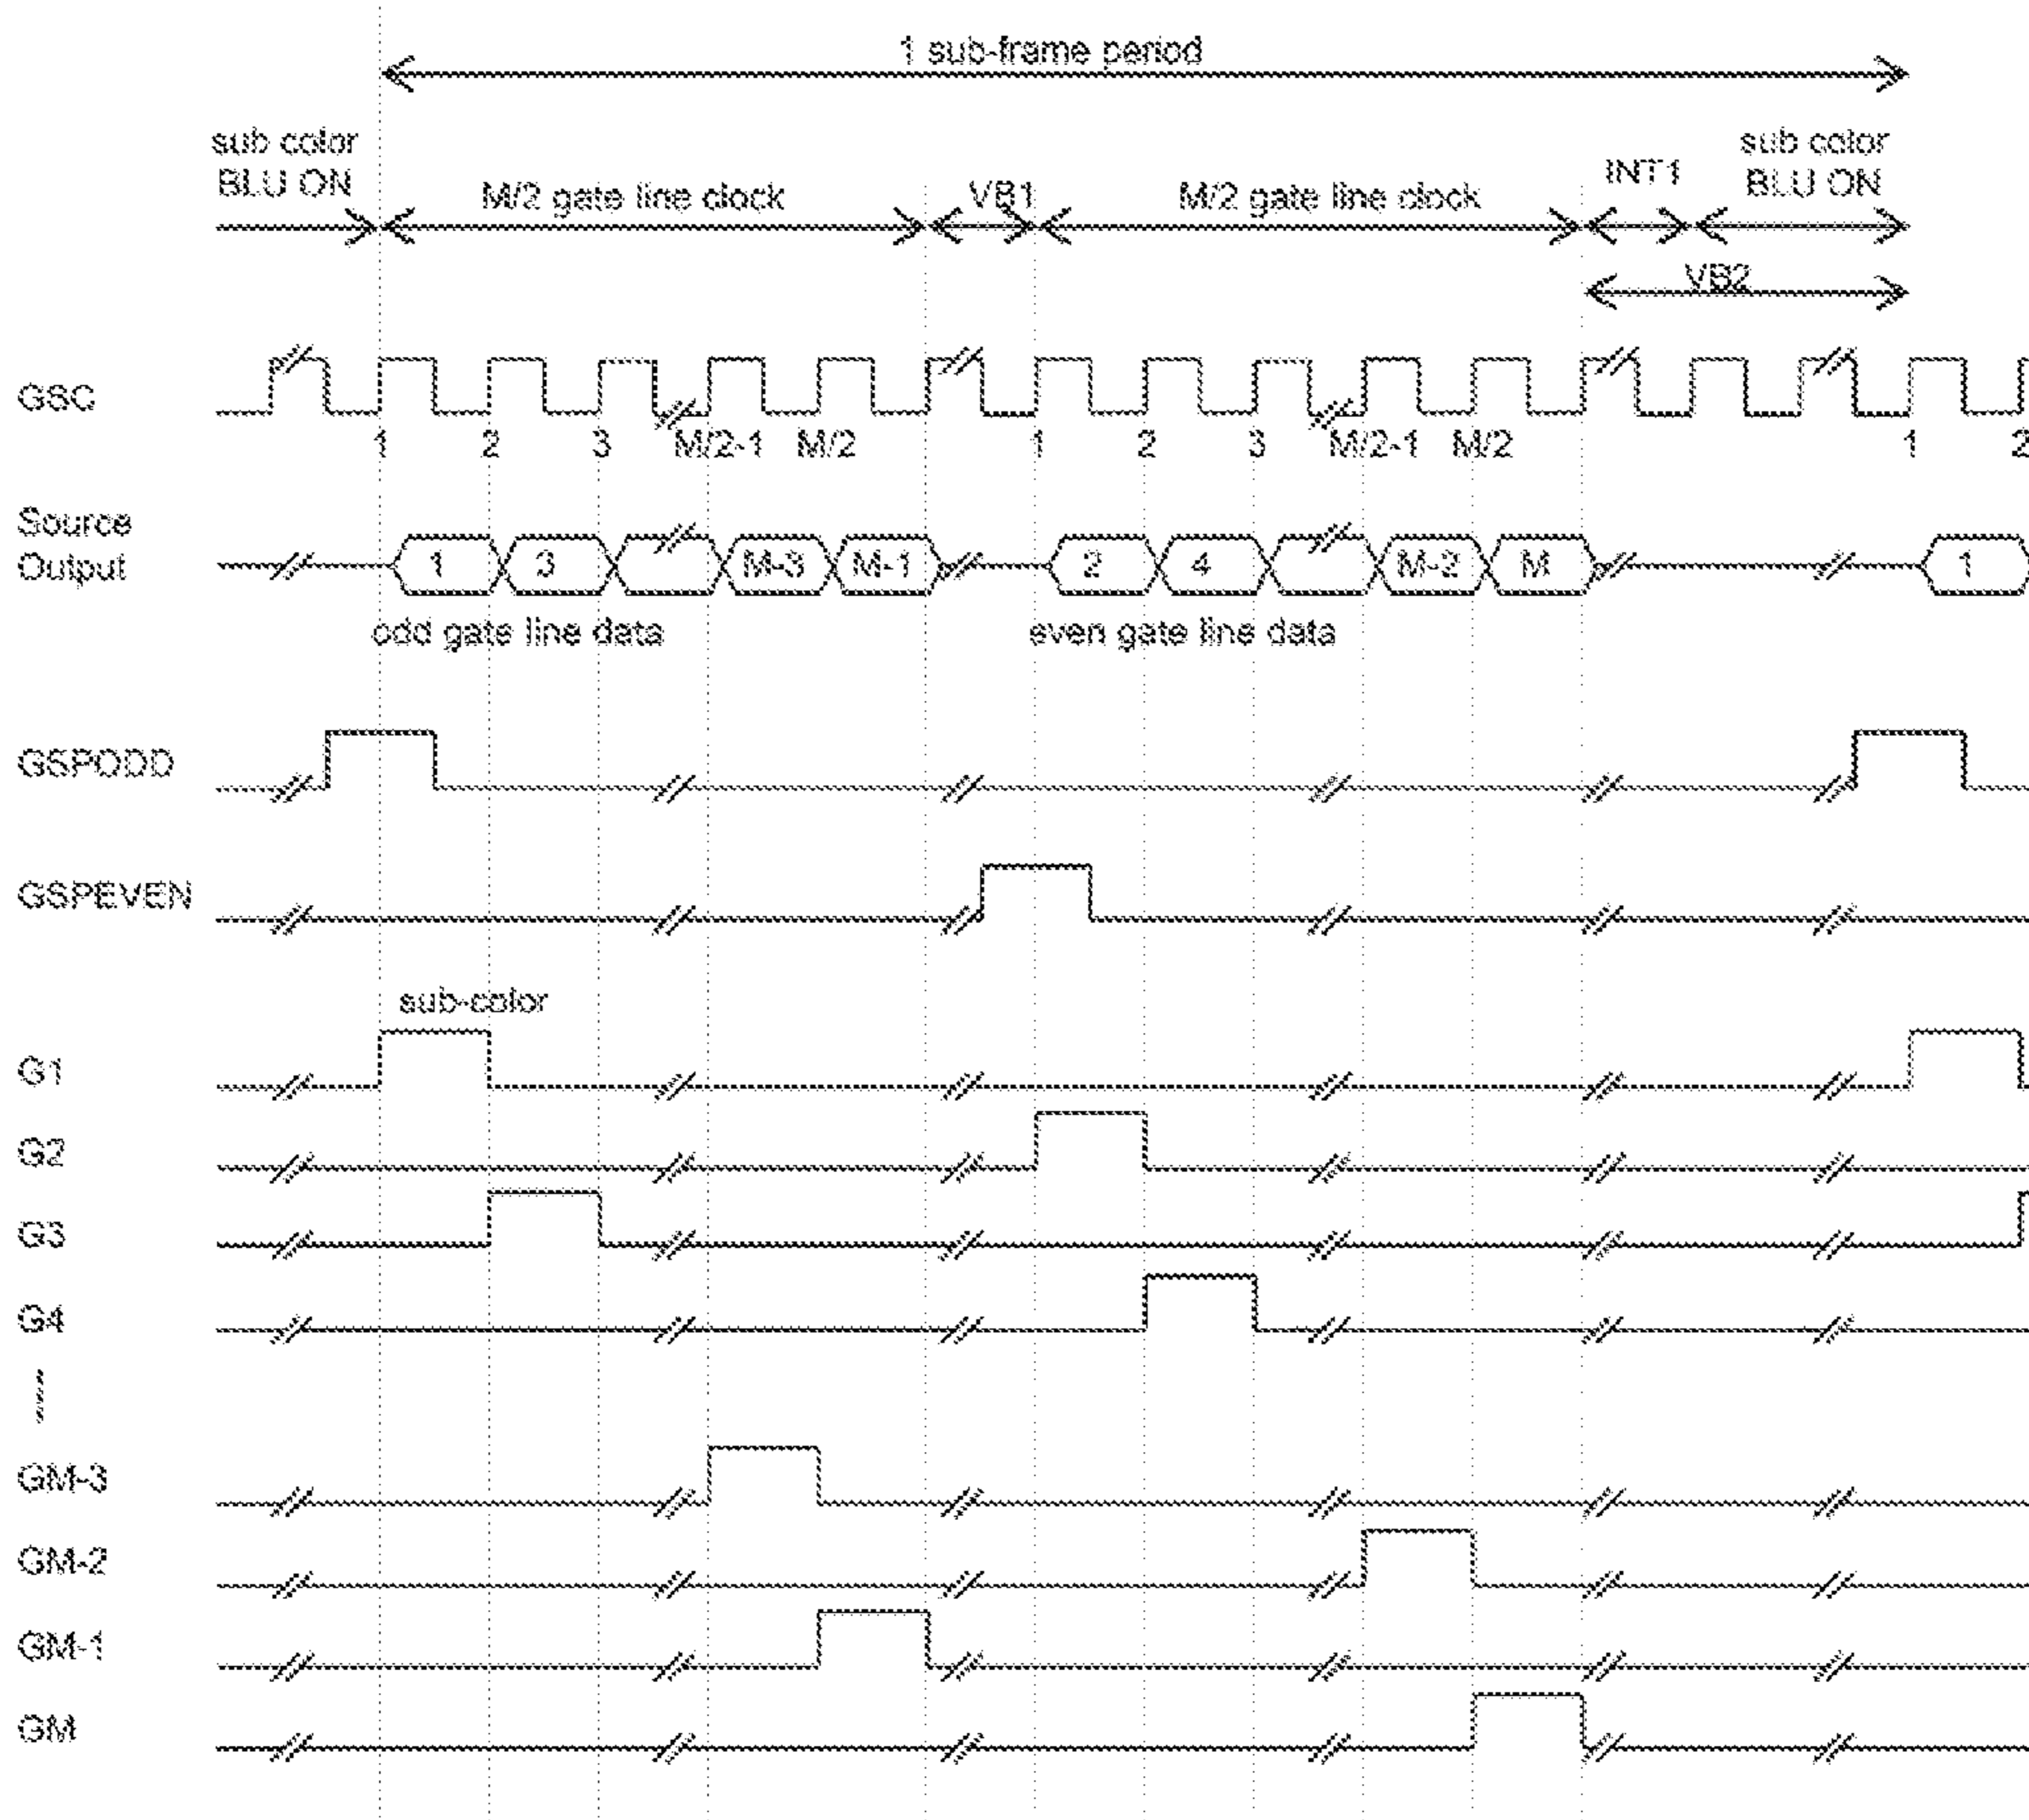 1 sub-frame period
sub color
BLU ON
M/2 gate line clock
VB1
M/2 gate line clock
INT1
sub color
BLU ON
VB2
GSC
1 2 3 M/2-1 M/2 1 2 3 M/2-1 M/2 1 2
Source
Output
1 3 M-3 M-1 2 4 M-2 M 1
odd gate line data
even gate line data
GSPODD
GSPEVEN
sub-color
G1
G2
G3
G4
GM-3
GM-2
GM-1
GM